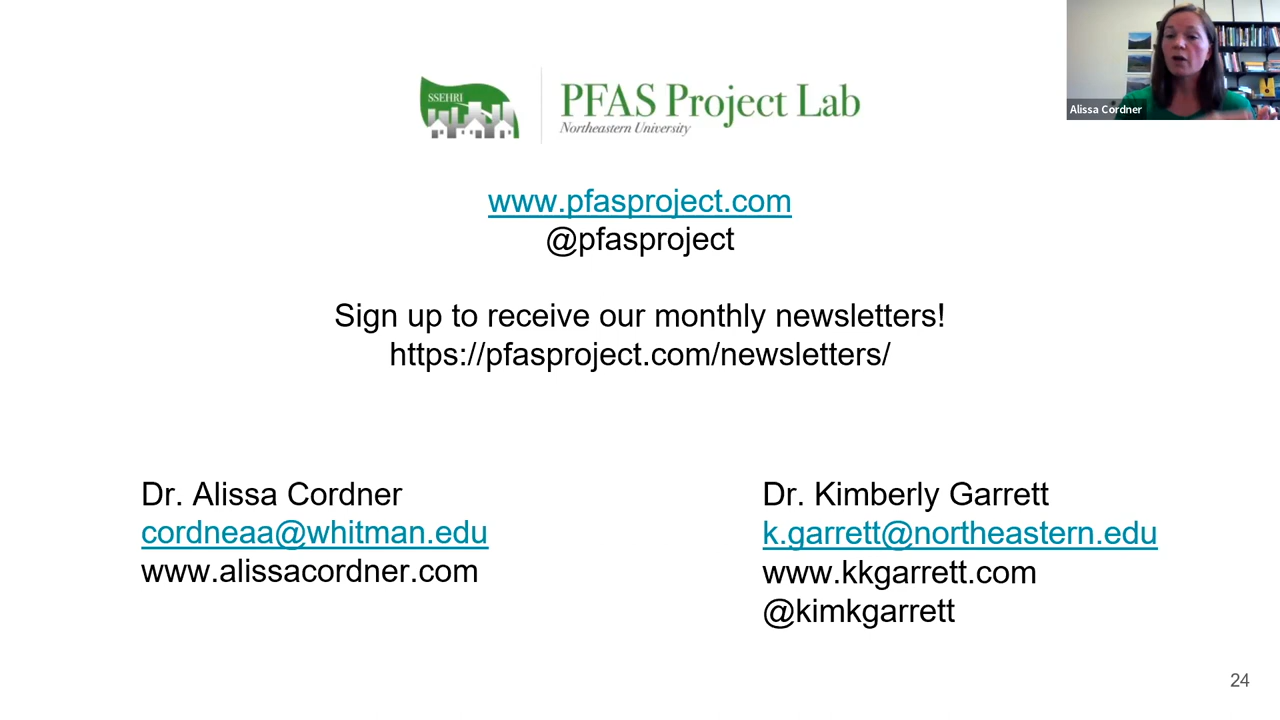 Alissa Cordner
SSEHRI
PFAS Project Lab
Northeastern University
www.pfasproject.com
@pfasproject
Sign up to receive our monthly newsletters!
https://pfasproject.com/newsletters/
Dr. Alissa Cordner
cordneaa@whitman.edu
www.alissacordner.com
Dr. Kimberly Garrett
k.garrett@northeastern.edu
www.kkgarrett.com
@kimkgarrett
24